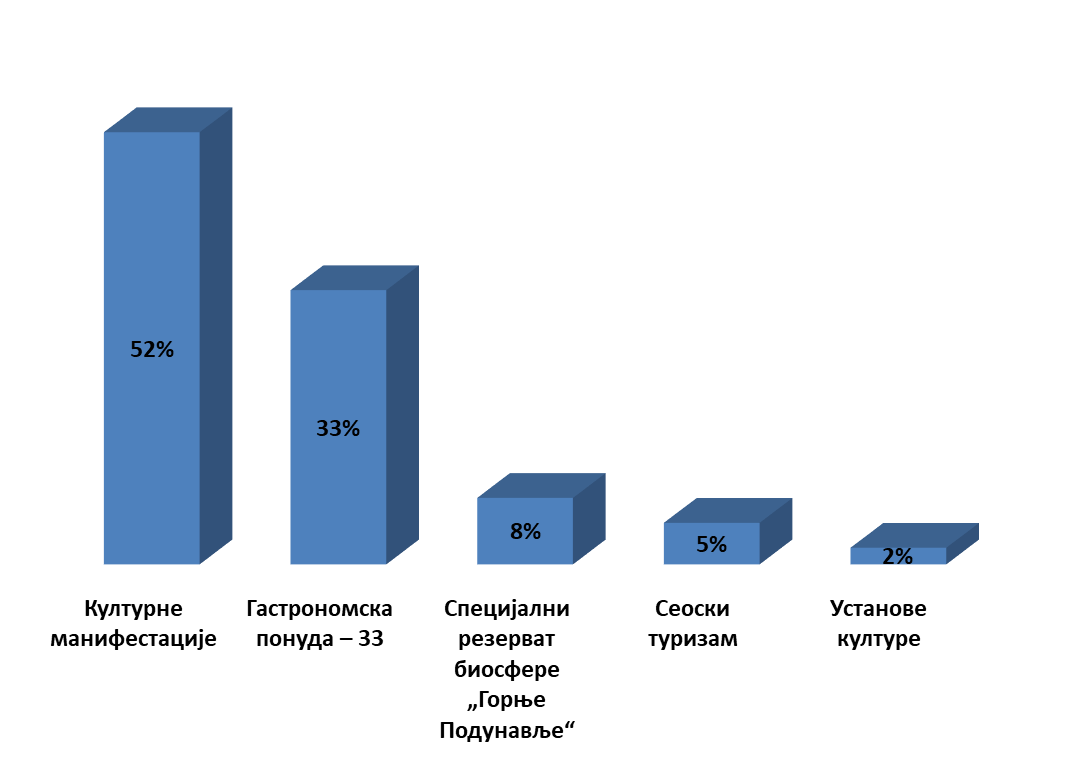 52%
33%
8%
5%
2%
Културне
манифестације
Гастрономска
понуда – 33
Специјални
резерват
биосфере
„Горње
Подунавље“
Сеоски
туризам
Установе
културе